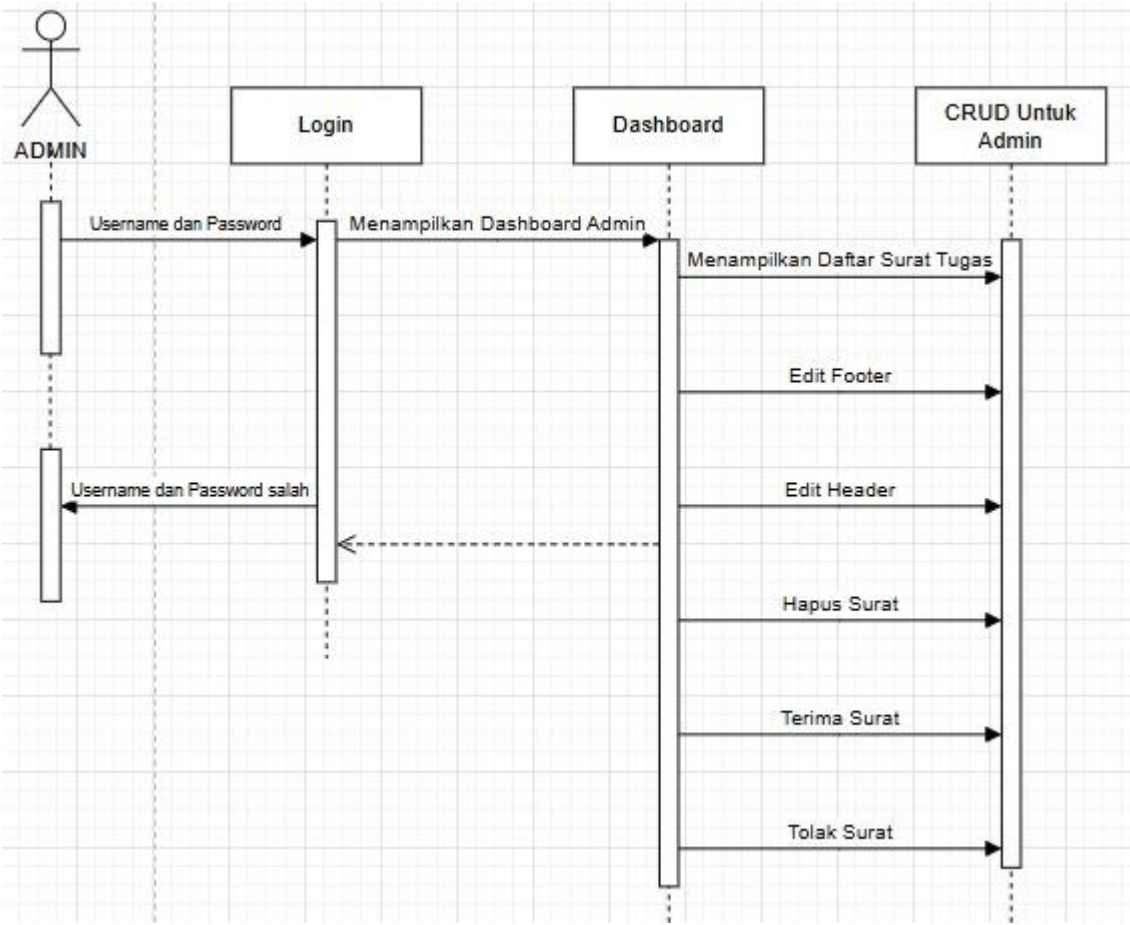 ADMIN
Login
Dashboard
CRUD Untuk
Admin
Username dan Password
Menampilkan Dashboard Admin
Menampilkan Daftar Surat Tugas
Edit Footer
Username dan Password salah
Edit Header
Hapus Surat
Terima Surat
Tolak Surat